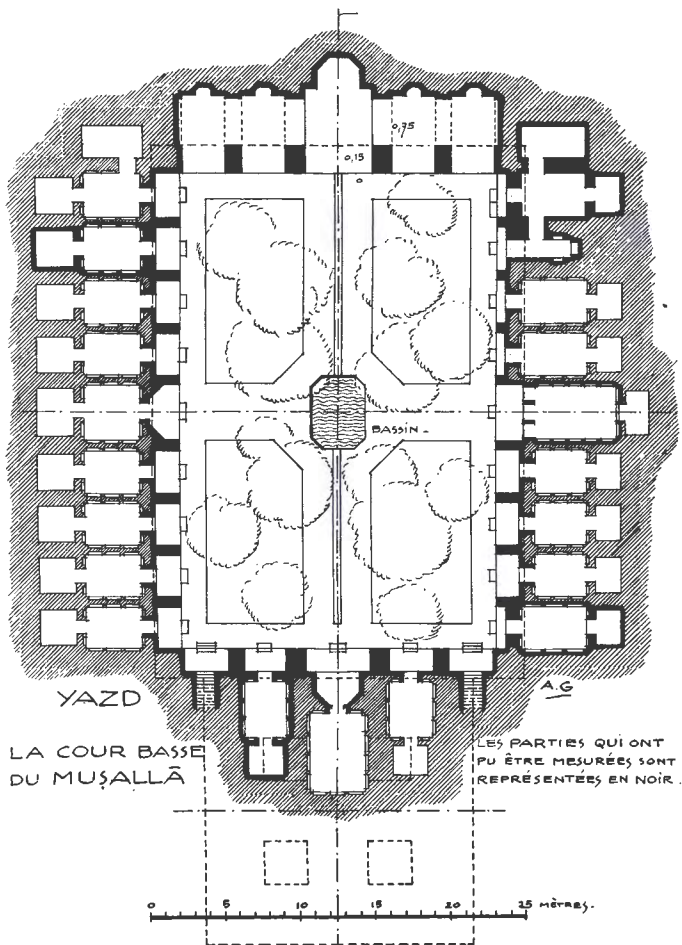 0,75
0,15
BASSIN_
YAZD
A.G
LA COUR BASSE
DU MUṢALLĀ
LES PARTIES QUI ONT
PU ÊTRE MESURÉES SONT
REPRÉSENTÉES EN NOIR.
0 5 10 15 20 25 MÈTRES.